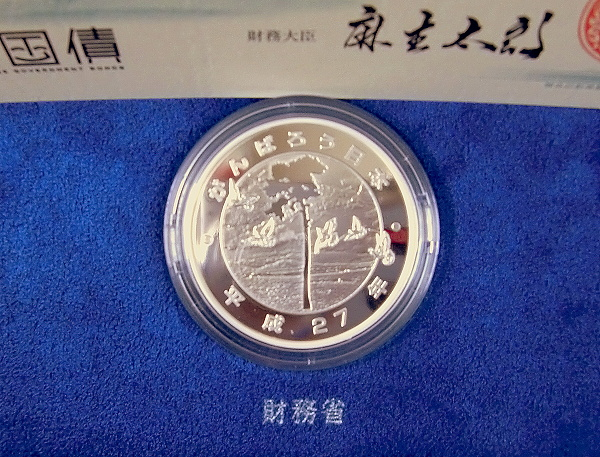 国債
財務大臣 麻生太郎
がんばろう日本
平成27年
財務省